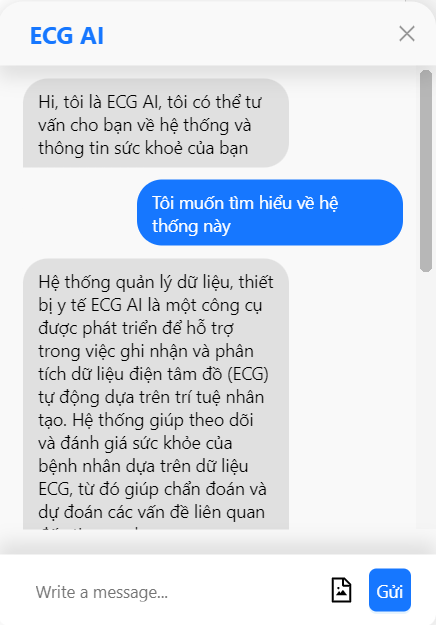 ECG AI
Hi, tôi là ECG AI, tôi có thể tư
vấn cho bạn về hệ thống và
thông tin sức khoẻ của bạn
Tôi muốn tìm hiểu về hệ
thống này
Hệ thống quản lý dữ liệu, thiết
bị y tế ECG AI là một công cụ
được phát triển để hỗ trợ
trong việc ghi nhận và phân
tích dữ liệu điện tâm đồ (ECG)
tự động dựa trên trí tuệ nhân
tạo. Hệ thống giúp theo dõi
và đánh giá sức khỏe của
bệnh nhân dựa trên dữ liệu
ECG, từ đó giúp chẩn đoán và
dự đoán các vấn đề liên quan
Write a message...
Gửi